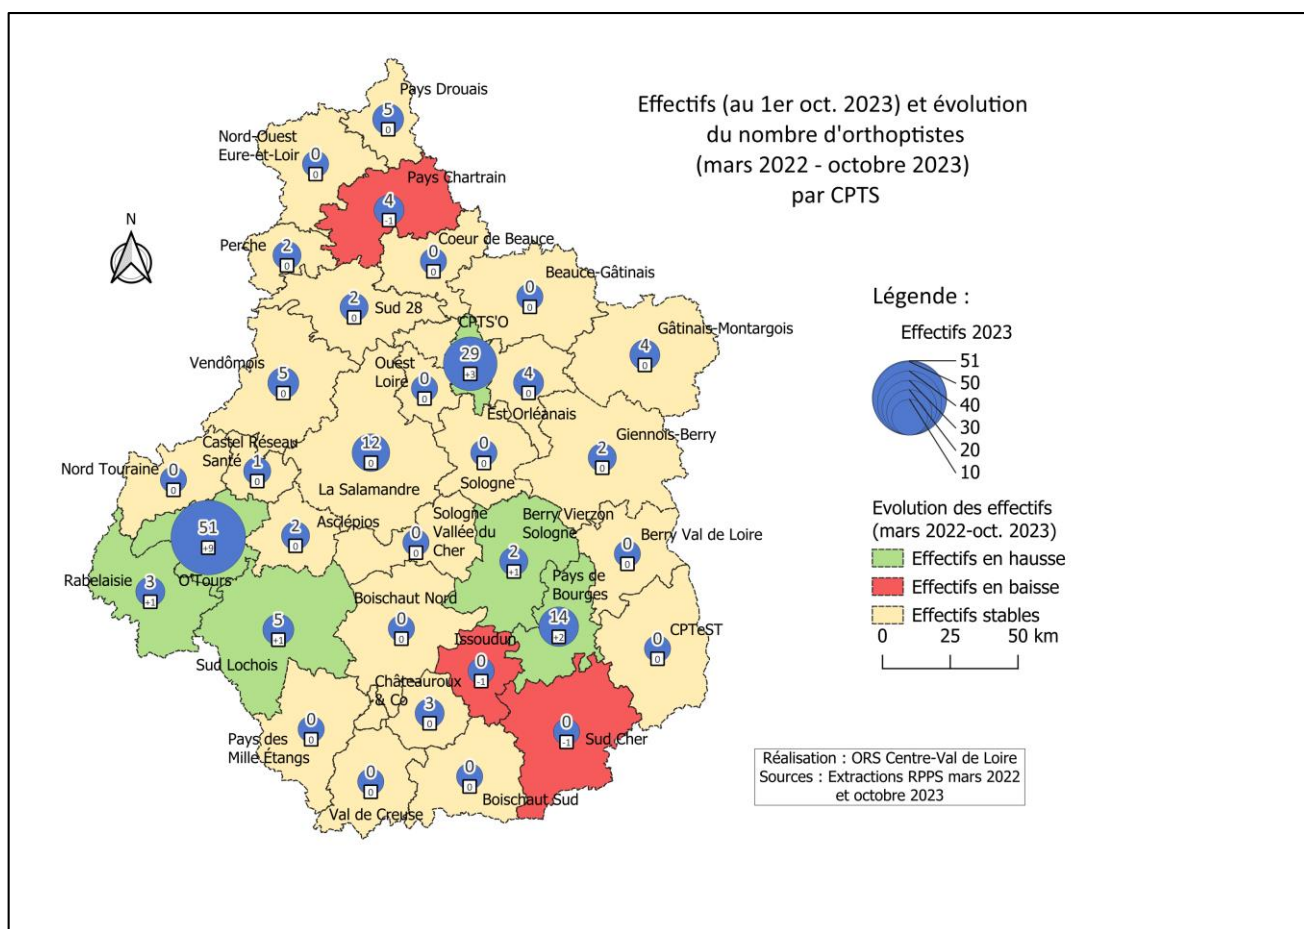 Effectifs (au 1er oct. 2023) et évolution
du nombre d'orthoptistes
(mars 2022 - octobre 2023)
par CPTS
N
Pays Drouais
5
0
Nord-Ouest
Eure-et-Loir
0
0
Pays Chartrain
4
-1
Perche
2
0
Coeur de Beauce
0
0
Beauce-Gâtinais
0
0
Sud 28
2
0
CPTS'O
29
+3
Gâtinais-Montargois
4
0
Vendômois
5
0
Ouest
Loire
0
0
4
0
Est Orléanais
Giennois-Berry
2
0
Castel Réseau
Santé
1
0
12
0
La Salamandre
0
0
Sologne
Nord Touraine
0
0
51
+9
O'Tours
Asclépios
2
0
Sologne
Vallée du
Cher
0
0
Berry Vierzon
Sologne
2
+1
Berry Val de Loire
0
0
Rabelaisie
3
+1
Pays de
Bourges
14
+2
Boischaut Nord
0
0
5
+1
Sud Lochois
Issoudun
0
-1
CPTeST
0
0
Châteauroux
& Co
3
0
0
-1
Sud Cher
Pays des
Mille Étangs
0
0
0
0
Val de Creuse
0
0
Boischaut Sud
Légende :
Effectifs 2023
51
50
40
30
20
10
Evolution des effectifs
(mars 2022-oct. 2023)
Effectifs en hausse
Effectifs en baisse
Effectifs stables
0 25 50 km
Réalisation : ORS Centre-Val de Loire
Sources : Extractions RPPS mars 2022
et octobre 2023